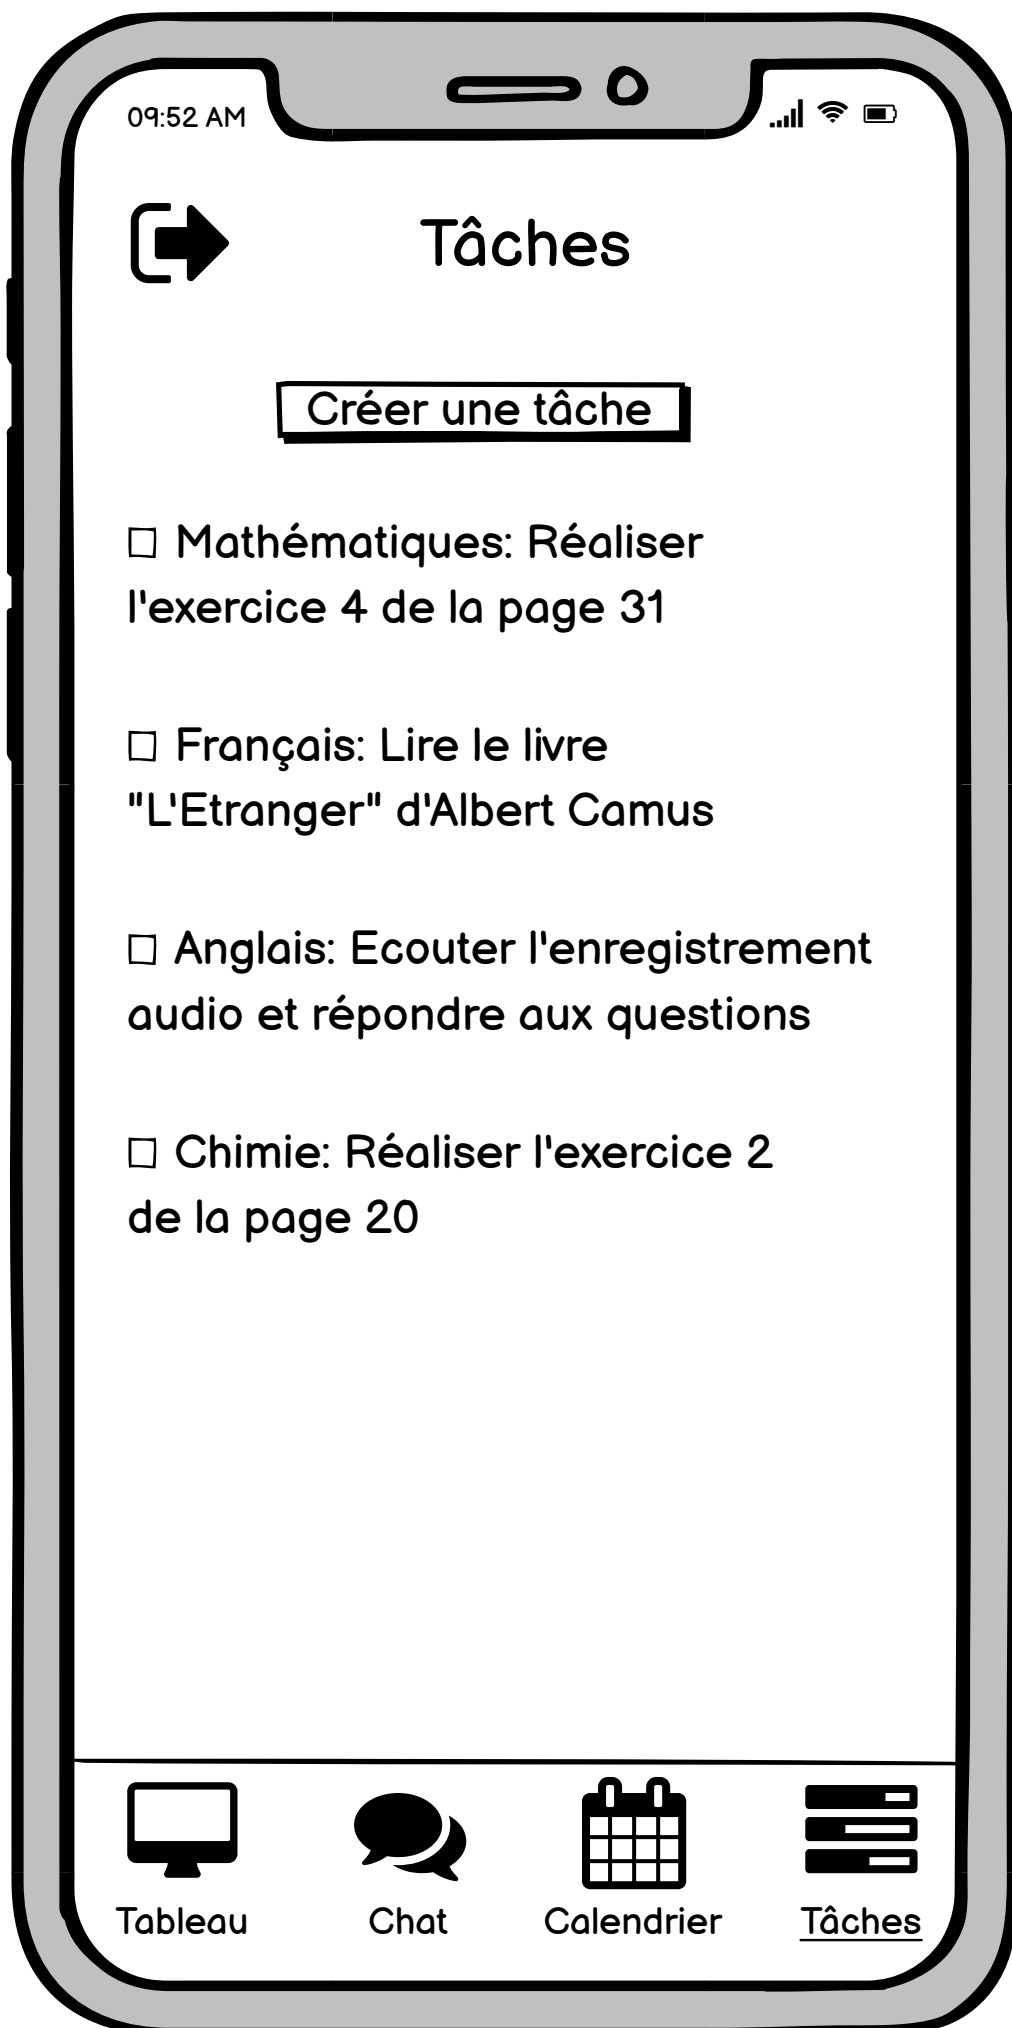 09:52 AM
Tâches
Créer une tâche
Mathématiques: Réaliser
l'exercice 4 de la page 31
Français: Lire le livre
"L'Etranger" d'Albert Camus
Anglais: Ecouter l'enregistrement
audio et répondre aux questions
Chimie: Réaliser l'exercice 2
de la page 20
Tableau
Chat
Calendrier
Tâches